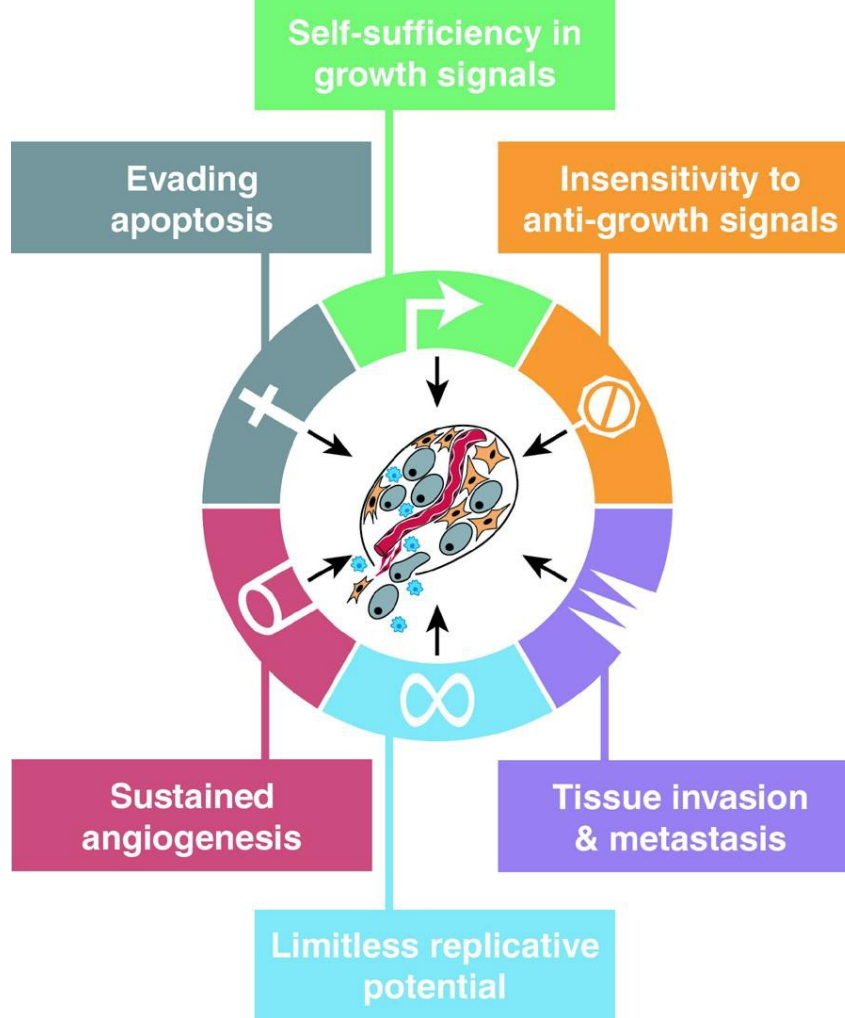 Self-sufficiency in
growth signals
Evading
apoptosis
Insensitivity to
anti-growth signals
Sustained
angiogenesis
Tissue invasion
& metastasis
Limitless replicative
potential